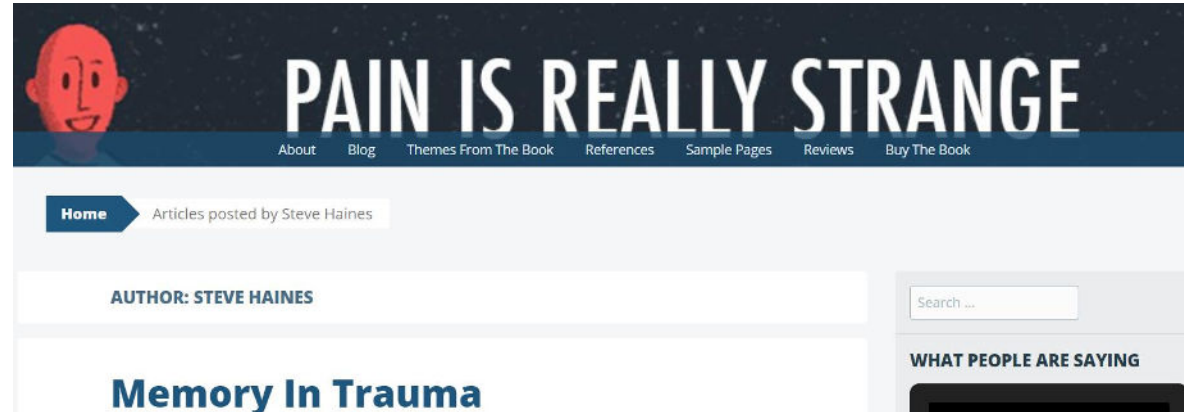 PAIN IS REALLY STRANGE
About Blog Themes From The Book References Sample Pages Reviews Buy The Book
Home Articles posted by Steve Haines
AUTHOR: STEVE HAINES
Search ...
WHAT PEOPLE ARE SAYING
Memory In Trauma